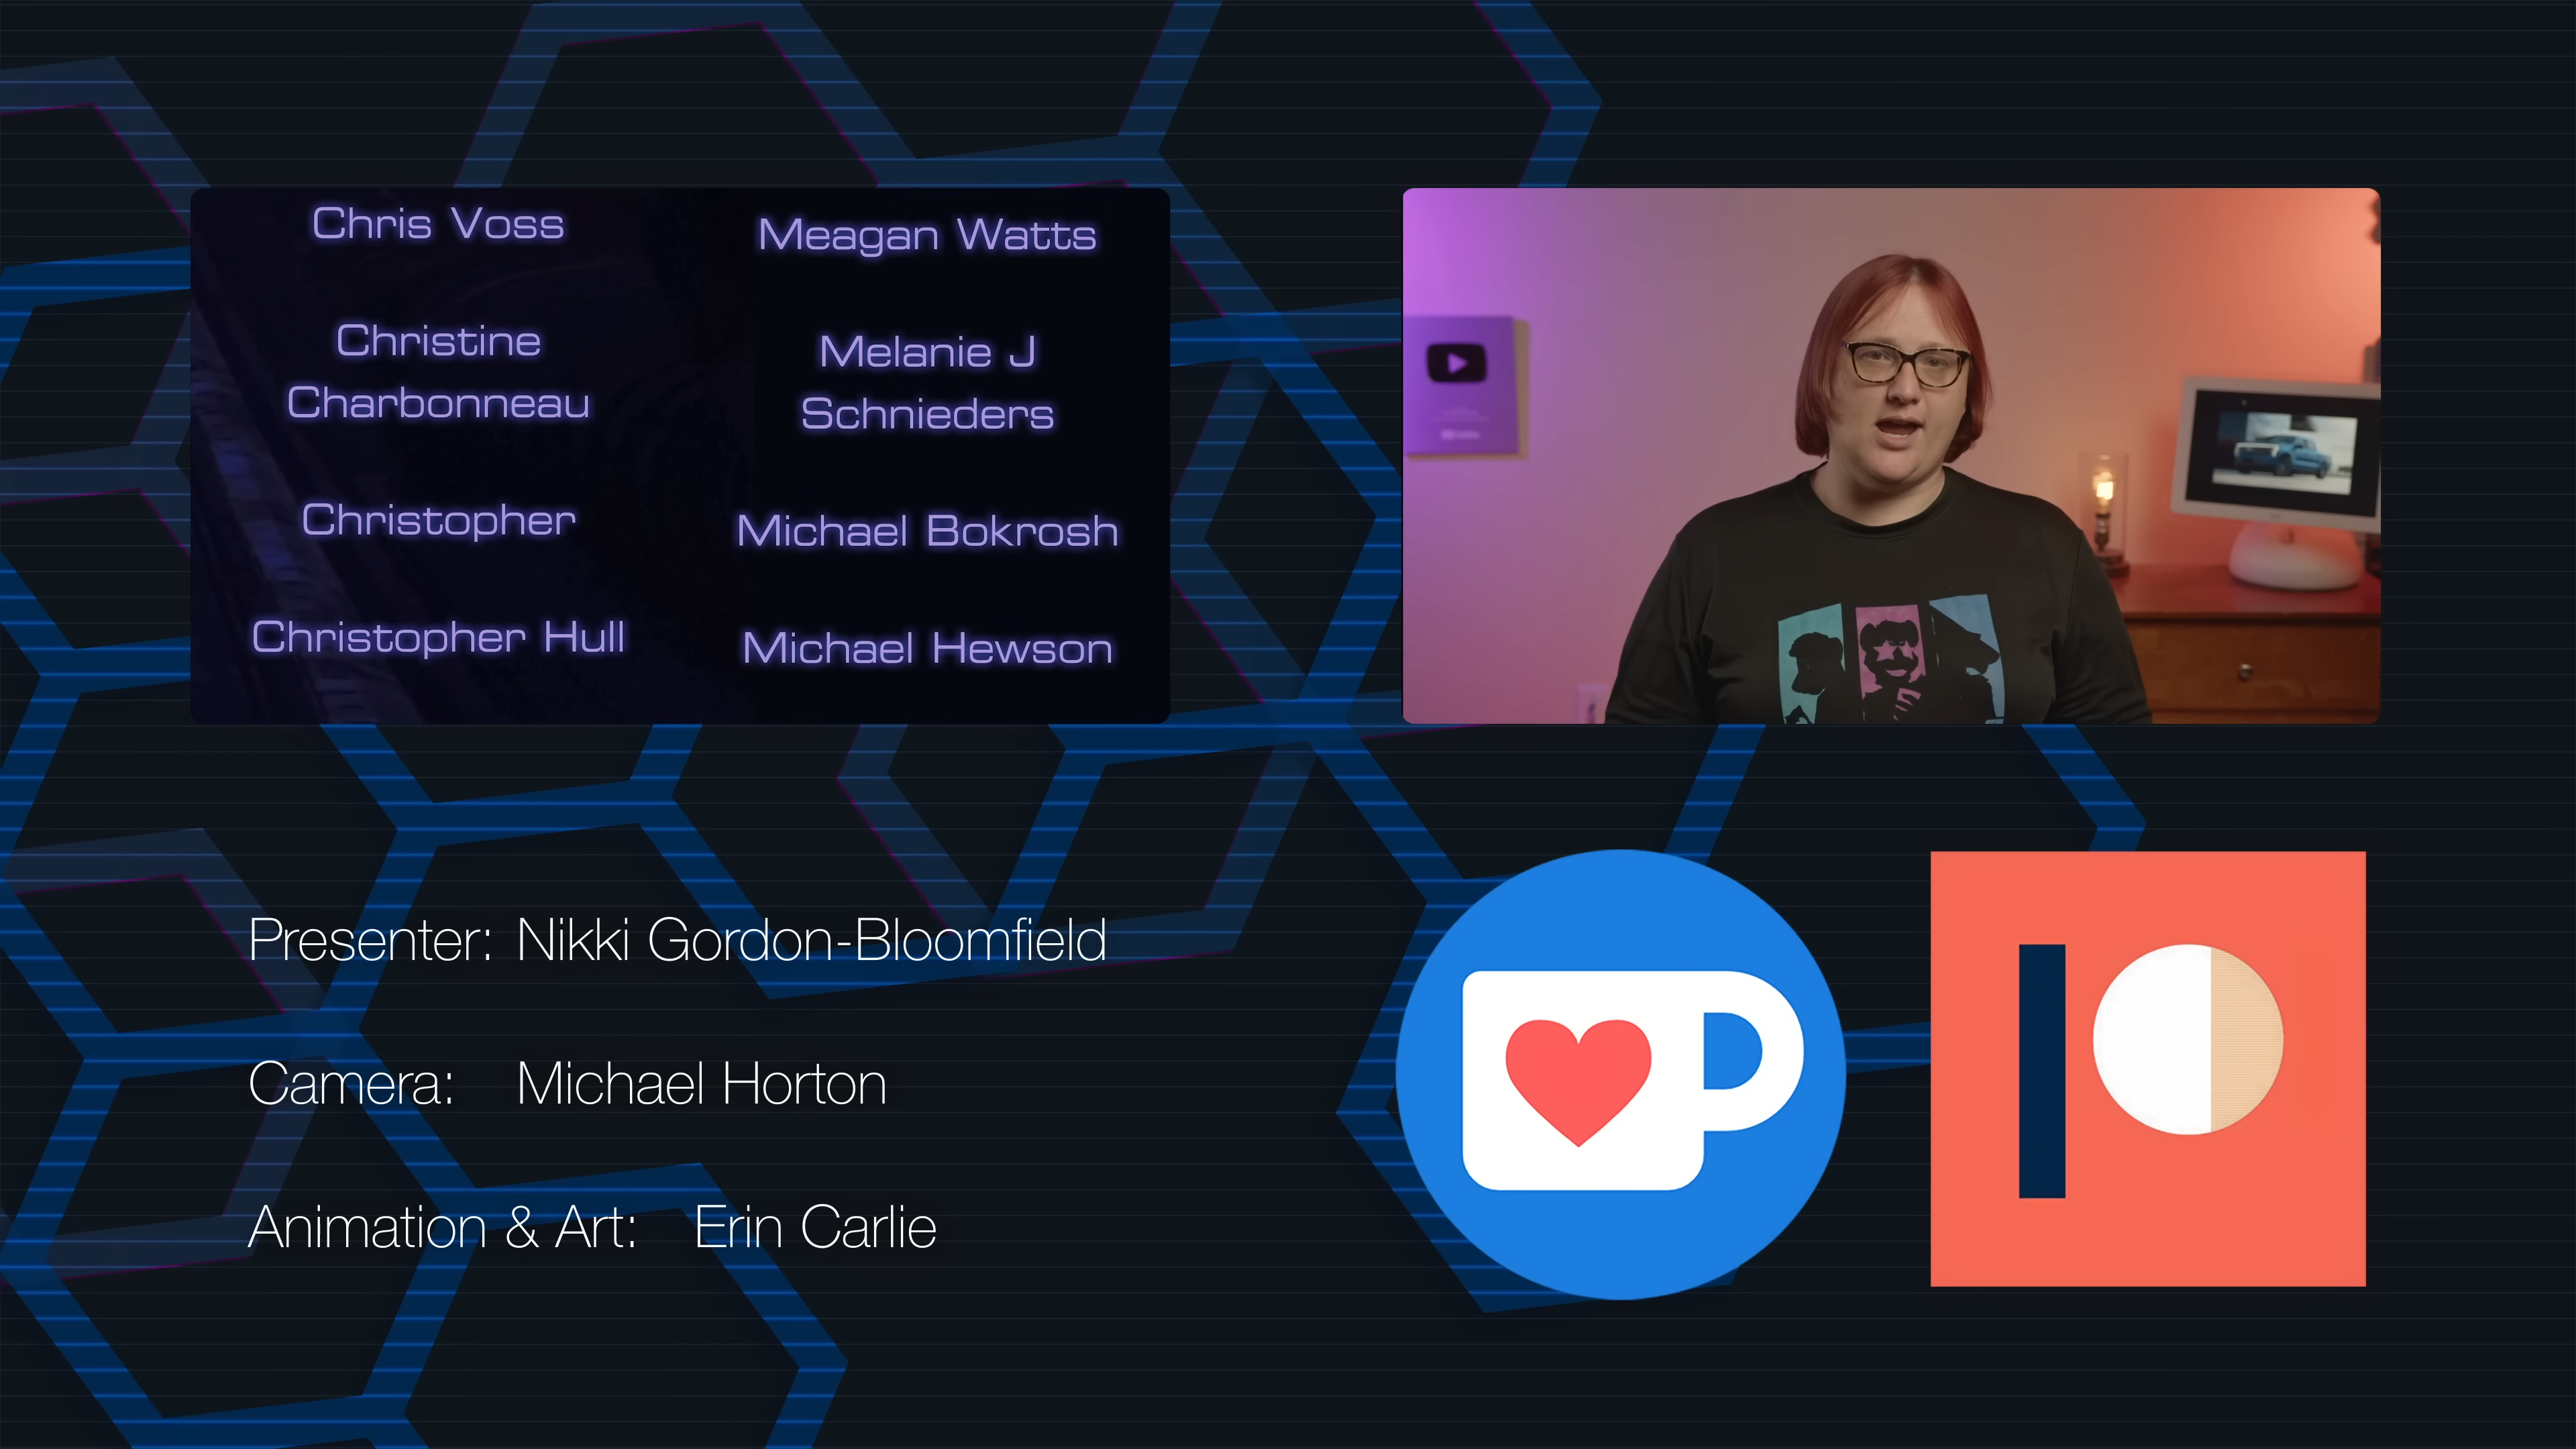 Chris Voss
Christine
Charbonneau
Christopher
Christopher Hull
Meagan Watts
Melanie J
Schnieders
Michael Bokrosh
Michael Hewson
Presenter: Nikki Gordon-Bloomfield
Camera: Michael Horton
Animation & Art: Erin Carlie